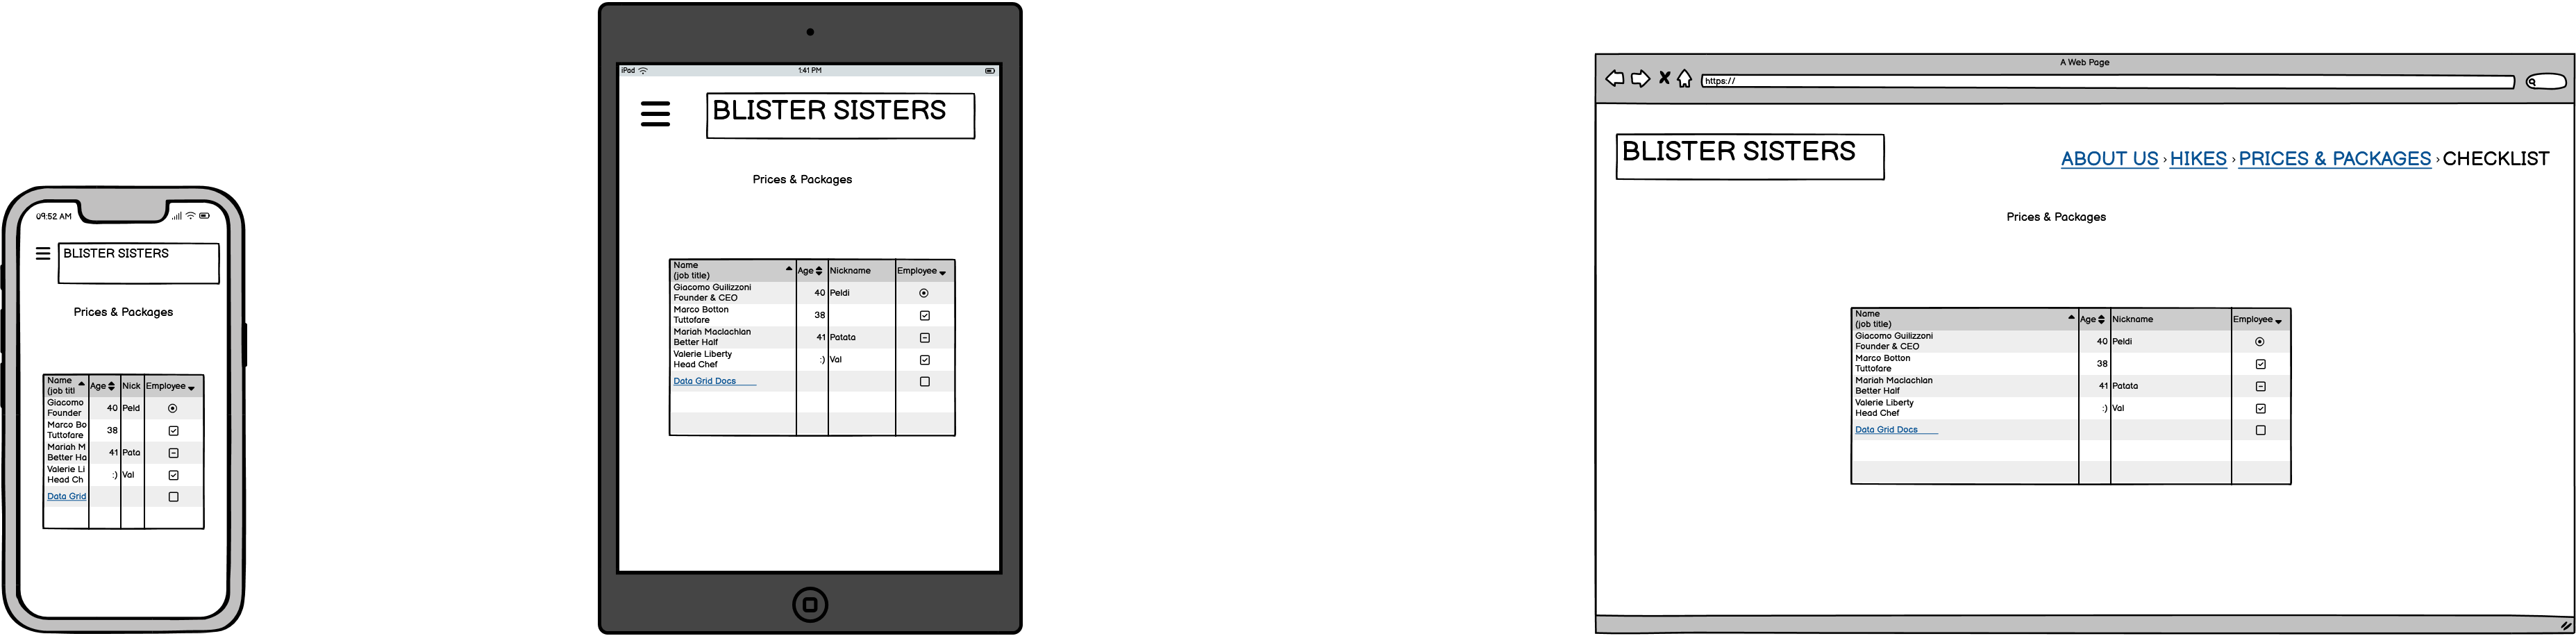 09:52 AM
BLISTER SISTERS
Prices & Packages
Name
(job titl
Age
Nick
Employee
Giacomo
Founder
40
Peld
Marco Bo
Tuttofare
38
Mariah M
Better Ha
41
Pata
Valerie Li
Head Ch
:)
Val
Data Grid
iPad
1:41 PM
BLISTER SISTERS
Prices & Packages
Name
(job title)
Age
Nickname
Employee
Giacomo Guilizzoni
Founder & CEO
40
Peldi
Marco Botton
Tuttofare
38
Mariah Maclachlan
Better Half
41
Patata
Valerie Liberty
Head Chef
:)
Val
Data Grid Docs
A Web Page
https://
BLISTER SISTERS
ABOUT US › HIKES › PRICES & PACKAGES › CHECKLIST
Prices & Packages
Name
(job title)
Age
Nickname
Employee
Giacomo Guilizzoni
Founder & CEO
40
Peldi
Marco Botton
Tuttofare
38
Mariah Maclachlan
Better Half
41
Patata
Valerie Liberty
Head Chef
:)
Val
Data Grid Docs